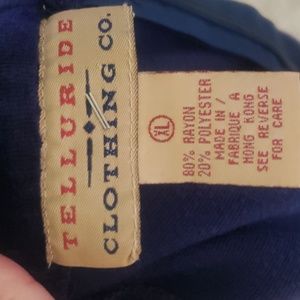 TELLURIDE
CLOTHING CO.
XL
80% RAYON
20% POLYESTER
MADE IN /
FABRIQUE A
HONG KONG
SEE REVERSE
FOR CARE